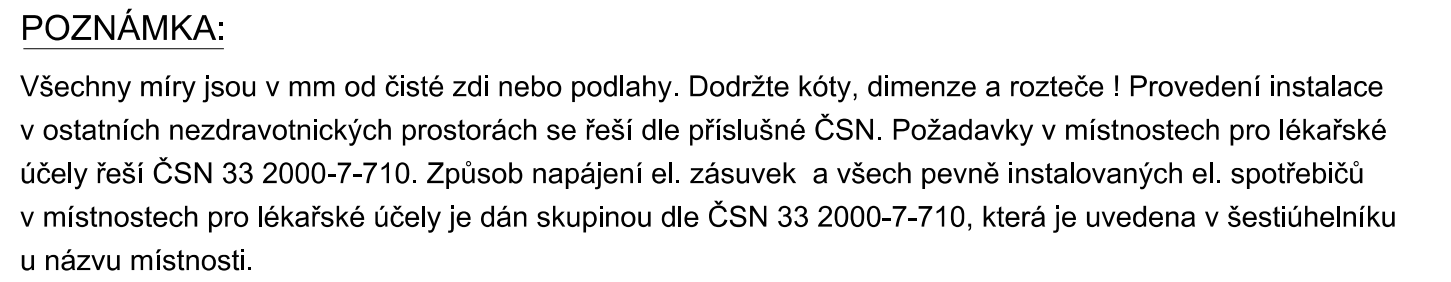 POZNÁMKA:
Všechny míry jsou v mm od čisté zdi nebo podlahy. Dodržte kóty, dimenze a rozteče ! Provedení instalace
v ostatních nezdravotnických prostorách se řeší dle příslušné ČSN. Požadavky v místnostech pro lékařské
účely řeší ČSN 33 2000-7-710. Způsob napájení el. zásuvek  a všech pevně instalovaných el. spotřebičů
v místnostech pro lékařské účely je dán skupinou dle ČSN 33 2000-7-710, která je uvedena v šestiúhelníku
u názvu místnosti.